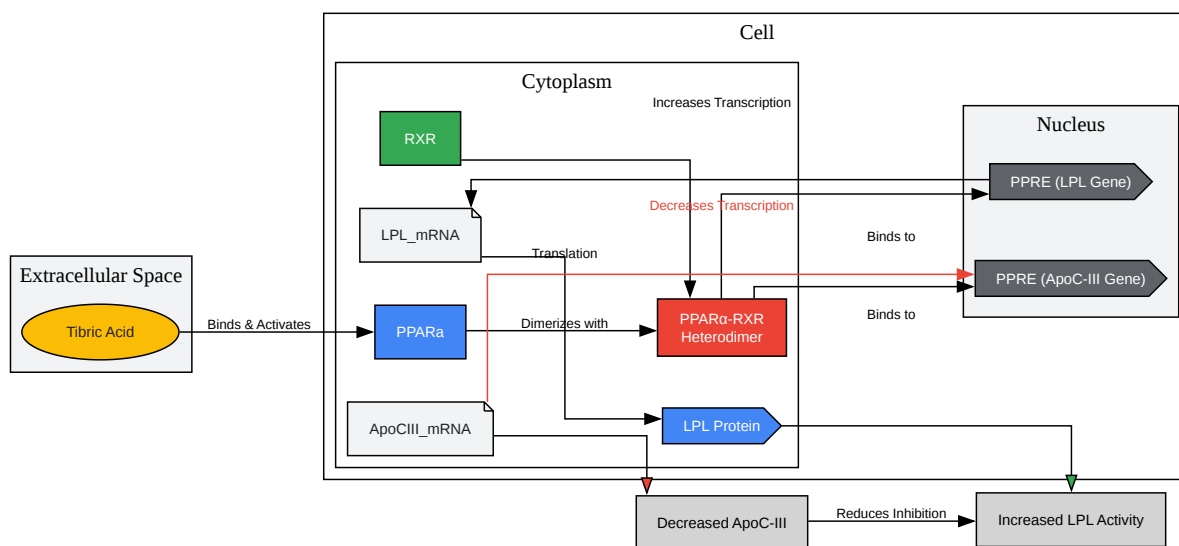 Cell
Cytoplasm
Increases Transcription
RXR
Nucleus
PPRE (LPL Gene)
Decreases Transcription
LPL_mRNA
Binds to
Translation
Extracellular Space
PPRE (ApoC-III Gene)
Tibric Acid
Binds & Activates
PPARa
Dimerizes with
PPARα-RXR
Heterodimer
Binds to
ApoCIII_mRNA
LPL Protein
Decreased ApoC-III
Reduces Inhibition
Increased LPL Activity